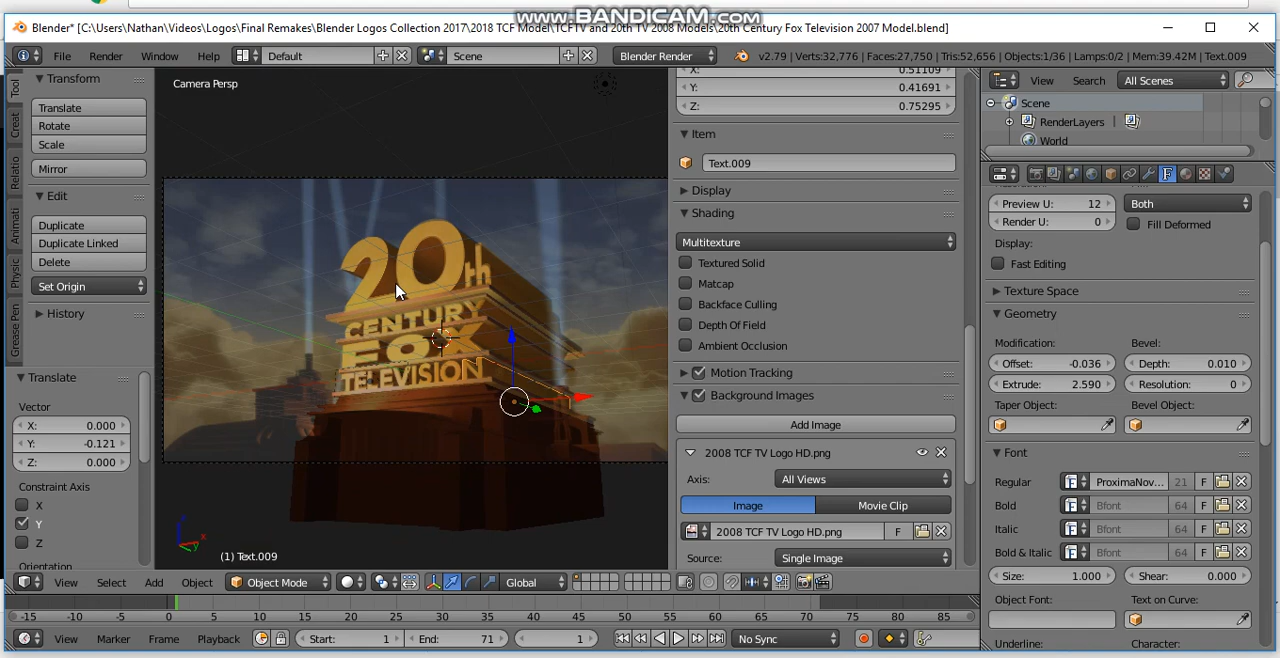 www.BANDICAM.com
Blender* [C:\Users\Nathan\Videos\Logos\Final Remakes\Blender Logos Collection 2017\2018 TCF Model\TCFTV and 20th TV 2008 Models\20th Century Fox Television 2007 Model.blend]
File Render Window Help Default Scene Blender Render v2.79 | Verts:32,776 | Faces:27,750 | Tris:52,656 | Objects:1/36 | Lamps:0/2 | Mem:39.42M | Text.009
Tool
Creat
Relatio
Animati
Physic
Grease Pen
Transform
Translate
Rotate
Scale
Mirror
Edit
Duplicate
Duplicate Linked
Delete
Set Origin
History
Translate
Vector
X: 0.000
Y: -0.121
Z: 0.000
Constraint Axis
X
Y
Z
Orientation
Camera Persp
20th
CENTURY
FOX
TELEVISION
(1) Text.009
X: 0.51109
Y: 0.41691
Z: 0.75295
Item
Text.009
Display
Shading
Multitexture
Textured Solid
Matcap
Backface Culling
Depth Of Field
Ambient Occlusion
Motion Tracking
Background Images
Add Image
2008 TCF TV Logo HD.png
Axis: All Views
Image Movie Clip
2008 TCF TV Logo HD.png F
Source: Single Image
View Search All Scenes
Scene
RenderLayers
World
Preview U: 12 Both
Render U: 0 Fill Deformed
Display:
Fast Editing
Texture Space
Geometry
Modification: Bevel:
Offset: -0.036 Depth: 0.010
Extrude: 2.590 Resolution: 0
Taper Object: Bevel Object:
Font
Regular ProximaNov... 21 F
Bold Bfont 64 F
Italic Bfont 64 F
Bold & Italic Bfont 64 F
Size: 1.000 Shear: 0.000
Object Font: Text on Curve:
Underline: Character:
View Select Add Object Object Mode Global
-15 -10 -5 0 5 10 15 20 25 30 35 40 45 50 55 60 65 70 75 80 85
View Marker Frame Playback Start: 1 End: 71 1 No Sync